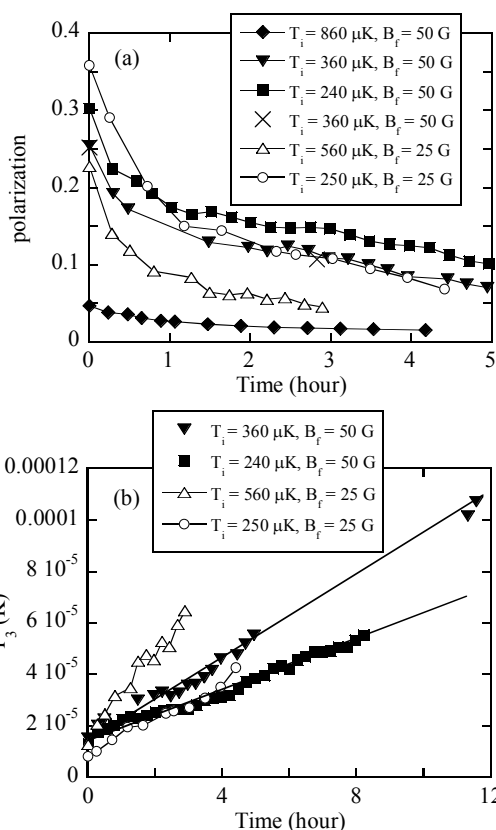 0.4
(a)
T_i = 860 μK, B_f = 50 G
T_i = 360 μK, B_f = 50 G
T_i = 240 μK, B_f = 50 G
T_i = 360 μK, B_f = 50 G
T_i = 560 μK, B_f = 25 G
T_i = 250 μK, B_f = 25 G
0.3
0.2
0.1
0
polarization
0 1 2 3 4 5
Time (hour)
T_i = 360 μK, B_f = 50 G
T_i = 240 μK, B_f = 50 G
T_i = 560 μK, B_f = 25 G
T_i = 250 μK, B_f = 25 G
(b)
0.00012
0.0001
8 10^-5
6 10^-5
4 10^-5
2 10^-5
0
0 4 8 12
Time (hour)